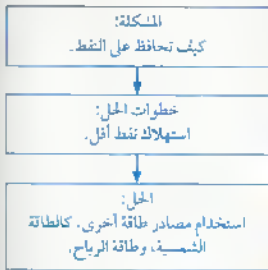 المشكلة:
كيف تحافظ على النفط.
خطوات الحل:
استهلاك نفط أقل.
الحل:
استخدام مصادر طاقة أخرى. كالطاقة
الشمسية، وطاقة الرياح.